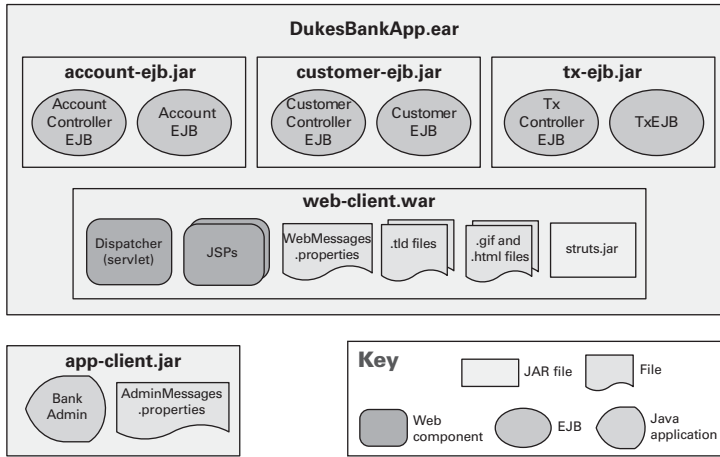 DukesBankApp.ear
account-ejb.jar
customer-ejb.jar
tx-ejb.jar
Account
Controller
EJB
Account
EJB
Customer
Controller
EJB
Customer
EJB
Tx
Controller
EJB
TxEJB
web-client.war
Dispatcher
(servlet)
JSPs
WebMessages
.properties
.tld files
.gif and
.html files
struts.jar
app-client.jar
Bank
Admin
AdminMessages
.properties
Key
JAR file
File
Web
component
EJB
Java
application